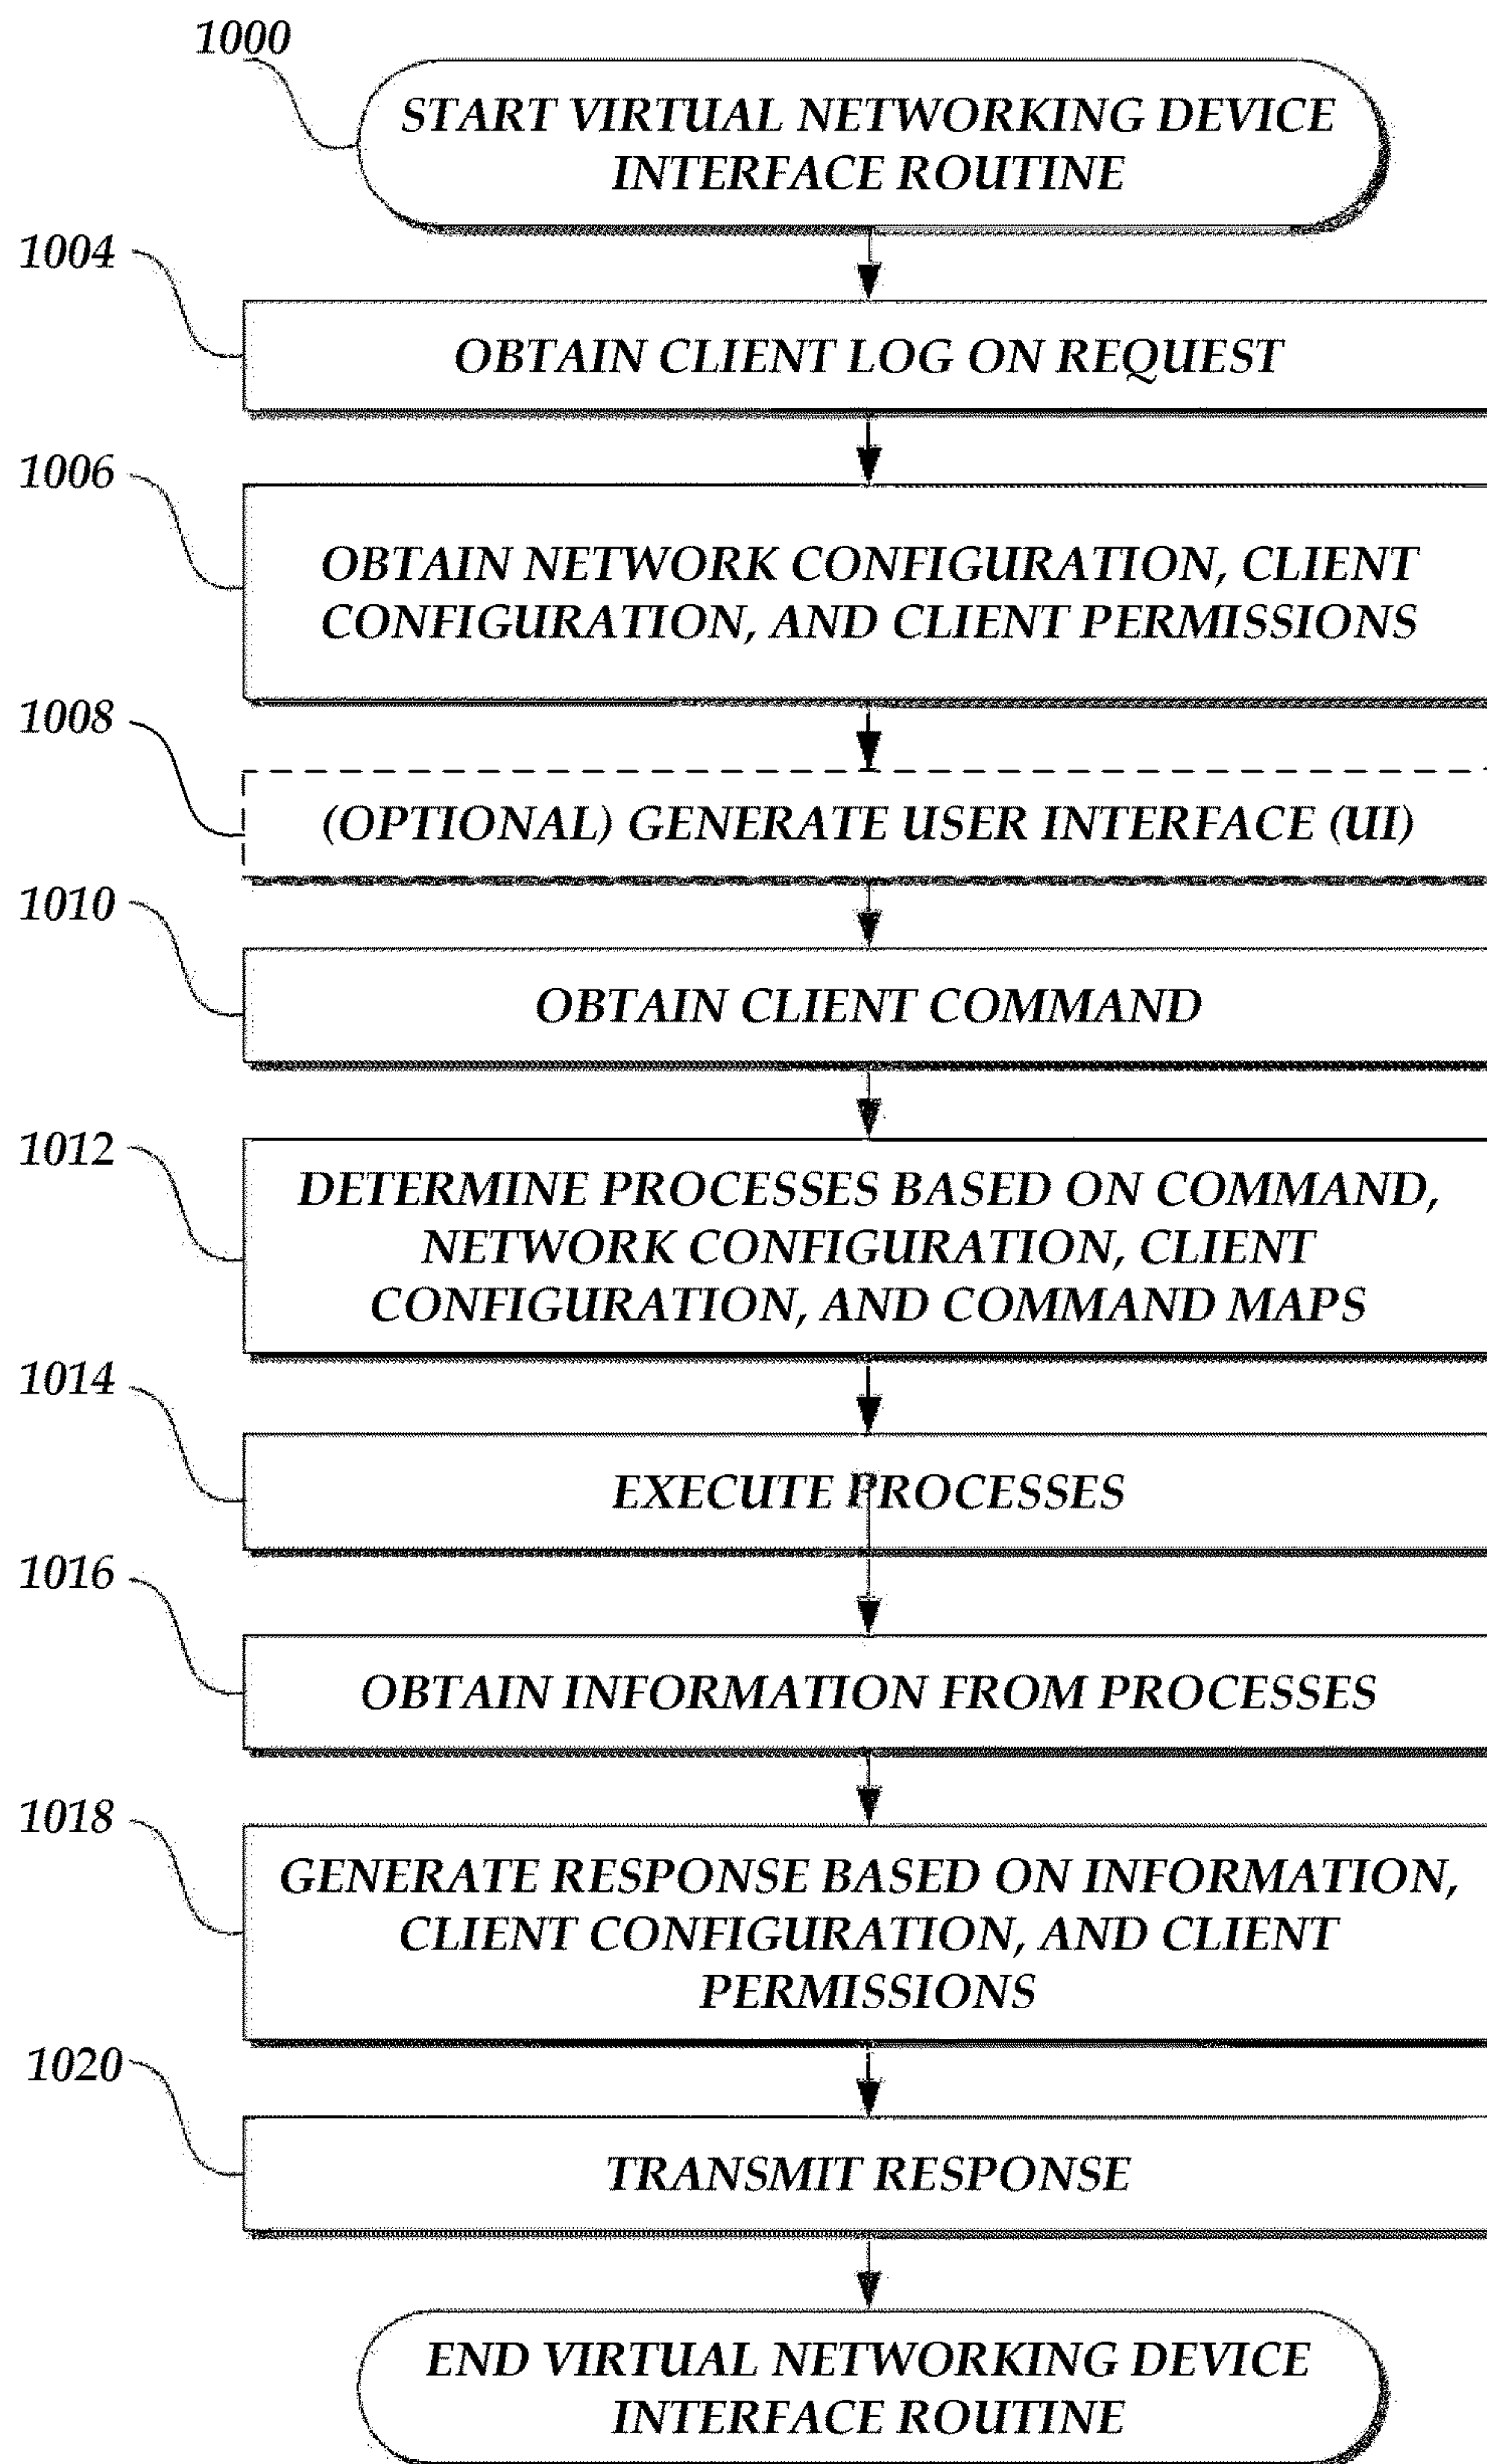 1000
START VIRTUAL NETWORKING DEVICE
INTERFACE ROUTINE
1004
OBTAIN CLIENT LOG ON REQUEST
1006
OBTAIN NETWORK CONFIGURATION, CLIENT
CONFIGURATION, AND CLIENT PERMISSIONS
1008
(OPTIONAL) GENERATE USER INTERFACE (UI)
1010
OBTAIN CLIENT COMMAND
1012
DETERMINE PROCESSES BASED ON COMMAND,
NETWORK CONFIGURATION, CLIENT
CONFIGURATION, AND COMMAND MAPS
1014
EXECUTE PROCESSES
1016
OBTAIN INFORMATION FROM PROCESSES
1018
GENERATE RESPONSE BASED ON INFORMATION,
CLIENT CONFIGURATION, AND CLIENT
PERMISSIONS
1020
TRANSMIT RESPONSE
END VIRTUAL NETWORKING DEVICE
INTERFACE ROUTINE